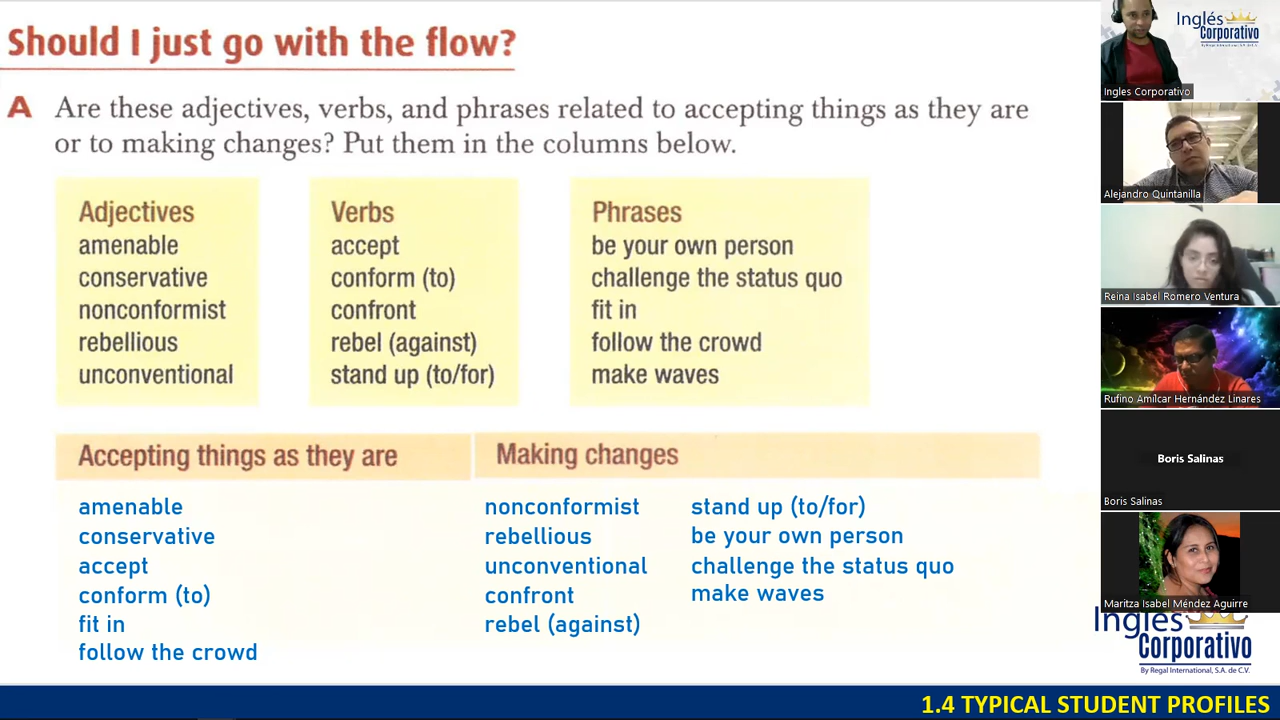 Should I just go with the flow?
A Are these adjectives, verbs, and phrases related to accepting things as they are
or to making changes? Put them in the columns below.
Adjectives
amenable
conservative
nonconformist
rebellious
unconventional
Verbs
accept
conform (to)
confront
rebel (against)
stand up (to/for)
Phrases
be your own person
challenge the status quo
fit in
follow the crowd
make waves
Accepting things as they are
amenable
conservative
accept
conform (to)
fit in
follow the crowd
Making changes
nonconformist
rebellious
unconventional
confront
rebel (against)
stand up (to/for)
be your own person
challenge the status quo
make waves
Inglés
Corporativo
By Regal International, S.A. de C.V.
Ingles Corporativo
Alejandro Quintanilla
Reina Isabel Romero Ventura
Rufino Amílcar Hernández Linares
Boris Salinas
Boris Salinas
Maritza Isabel Méndez Aguirre
Inglés
Corporativo
By Regal International, S.A. de C.V.
1.4 TYPICAL STUDENT PROFILES